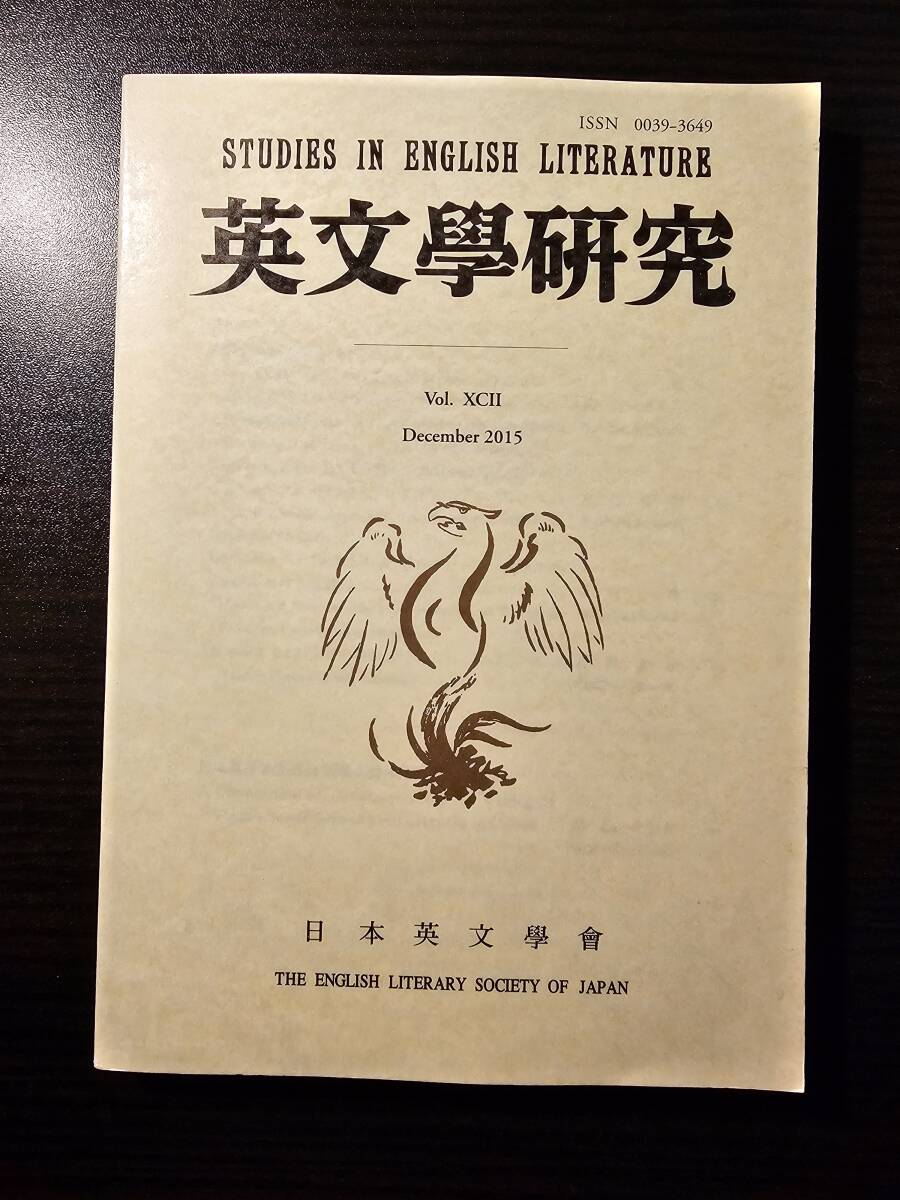 ISSN 0039-3649
STUDIES IN ENGLISH LITERATURE
英文學研究
Vol. XCII
December 2015
日本英文學會
THE ENGLISH LITERARY SOCIETY OF JAPAN